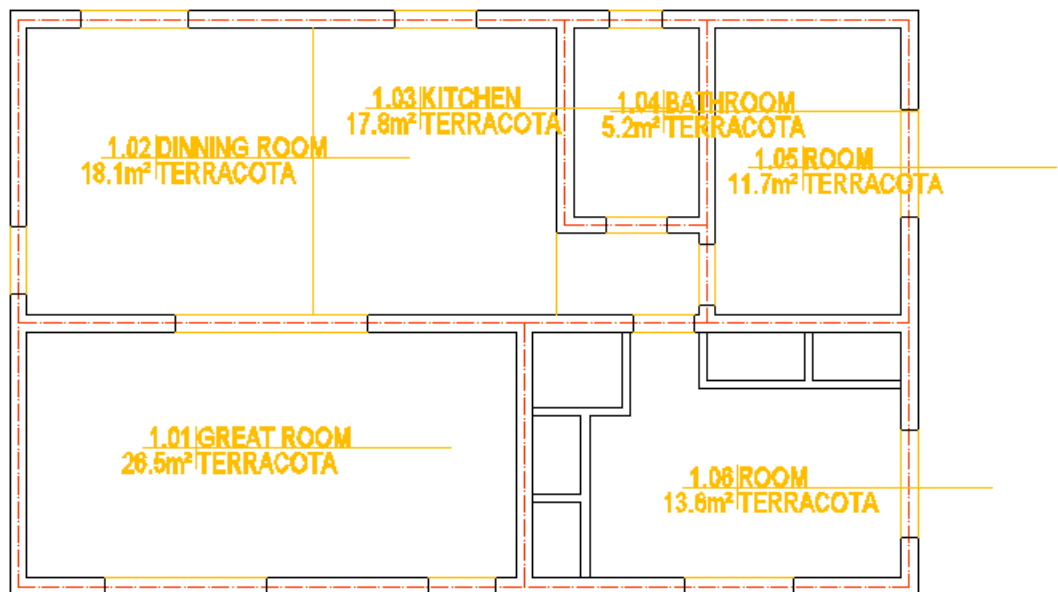 1.03 KITCHEN
17.8m² TERRACOTA
1.04 BATHROOM
5.2m² TERRACOTA
1.02 DINNING ROOM
18.1m² TERRACOTA
1.05 ROOM
11.7m² TERRACOTA
1.01 GREAT ROOM
26.5m² TERRACOTA
1.06 ROOM
13.6m² TERRACOTA